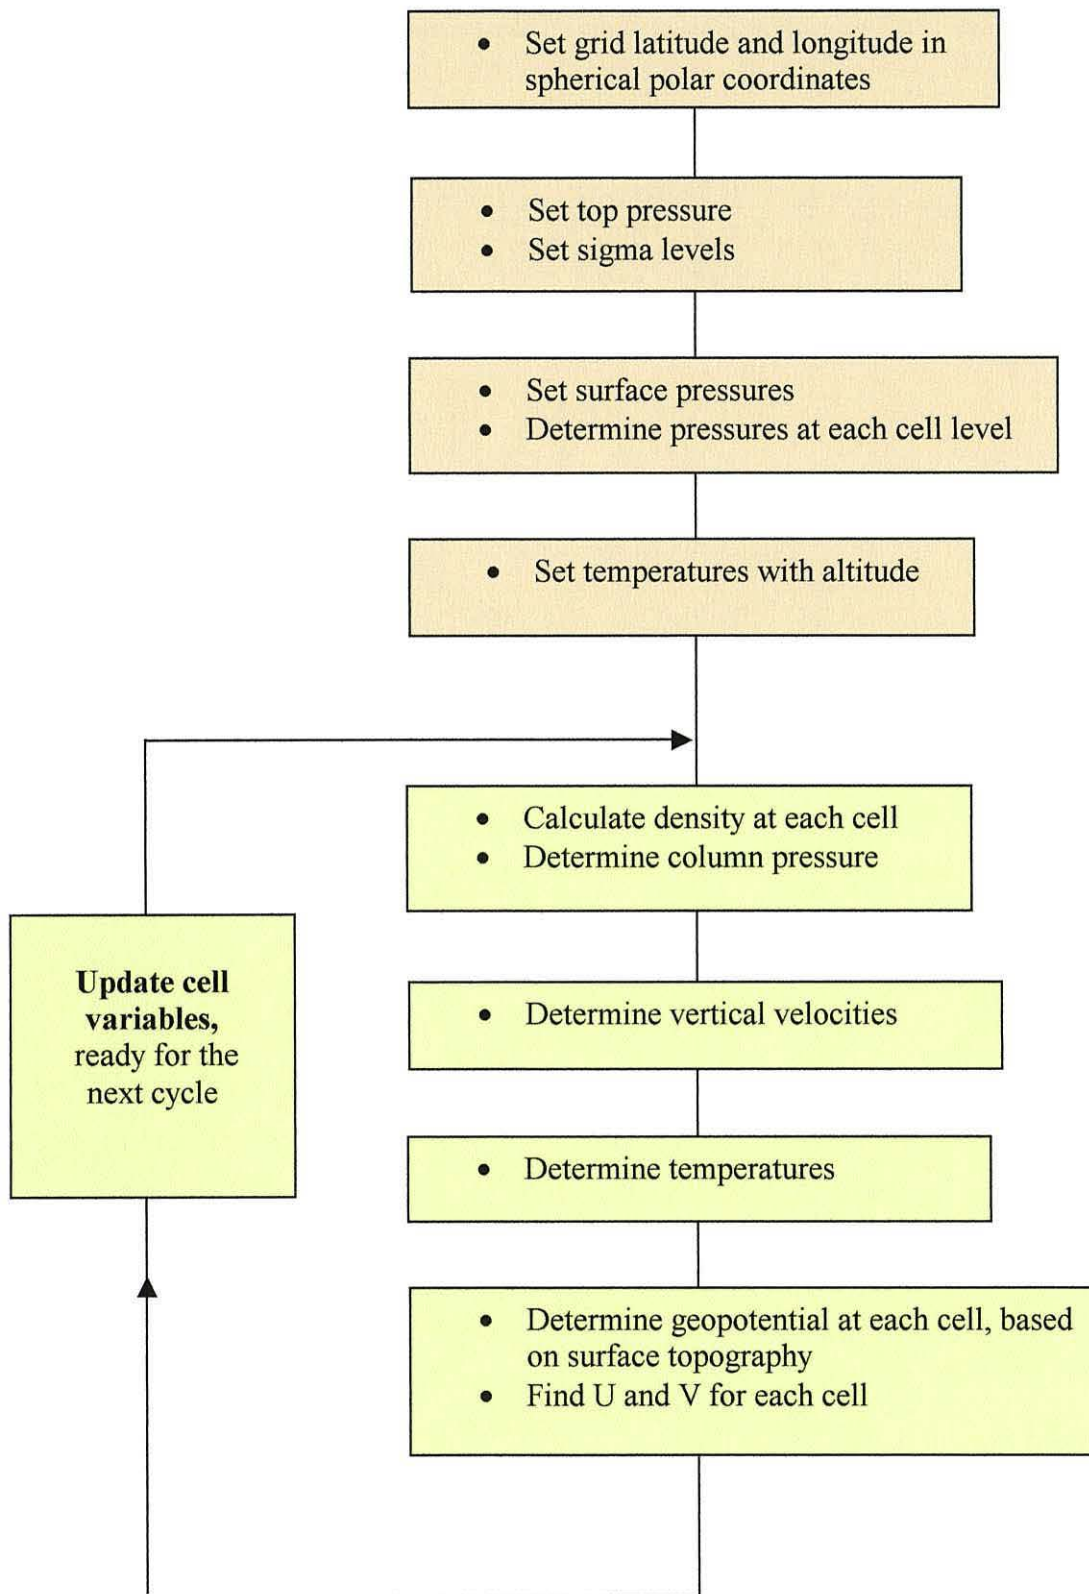 • Set grid latitude and longitude in
spherical polar coordinates
• Set top pressure
• Set sigma levels
• Set surface pressures
• Determine pressures at each cell level
• Set temperatures with altitude
• Calculate density at each cell
• Determine column pressure
Update cell
variables,
ready for the
next cycle
• Determine vertical velocities
• Determine temperatures
• Determine geopotential at each cell, based
on surface topography
• Find U and V for each cell